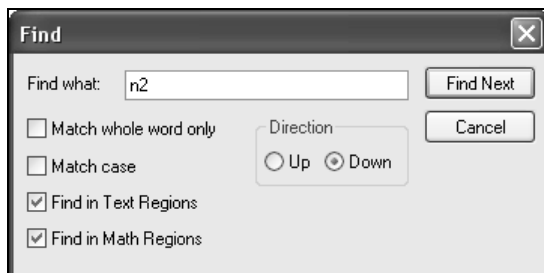 Find
Find what: n2 Find Next
Match whole word only Direction Cancel
Match case Up Down
Find in Text Regions
Find in Math Regions